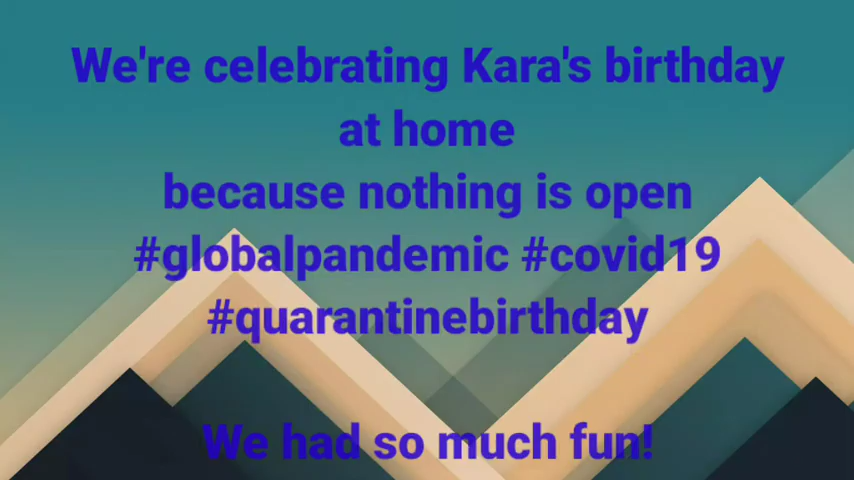 We're celebrating Kara's birthday
at home
because nothing is open
#globalpandemic #covid19
#quarantinebirthday
We had so much fun!